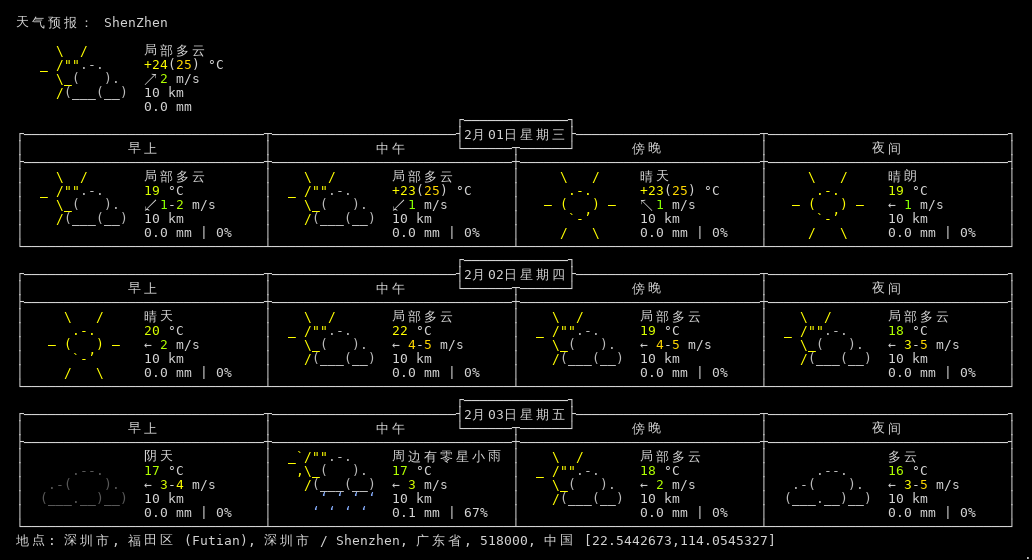 天气预报： ShenZhen
局部多云
+24(25) °C
↗2 m/s
10 km
0.0 mm
2月01日星期三
早上 中午 傍晚 夜间
局部多云 局部多云 晴天 晴朗
19 °C +23(25) °C +23(25) °C 19 °C
↙1-2 m/s ↙1 m/s ↖1 m/s ← 1 m/s
10 km 10 km 10 km 10 km
0.0 mm | 0% 0.0 mm | 0% 0.0 mm | 0% 0.0 mm | 0%
2月02日星期四
早上 中午 傍晚 夜间
晴天 局部多云 局部多云 局部多云
20 °C 22 °C 19 °C 18 °C
← 2 m/s ← 4-5 m/s ← 4-5 m/s ← 3-5 m/s
10 km 10 km 10 km 10 km
0.0 mm | 0% 0.0 mm | 0% 0.0 mm | 0% 0.0 mm | 0%
2月03日星期五
早上 中午 傍晚 夜间
阴天 周边有零星小雨 局部多云 多云
17 °C 17 °C 18 °C 16 °C
← 3-4 m/s ← 3 m/s ← 2 m/s ← 3-5 m/s
10 km 10 km 10 km 10 km
0.0 mm | 0% 0.1 mm | 67% 0.0 mm | 0% 0.0 mm | 0%
地点: 深圳市, 福田区 (Futian), 深圳市 / Shenzhen, 广东省, 518000, 中国 [22.5442673,114.0545327]